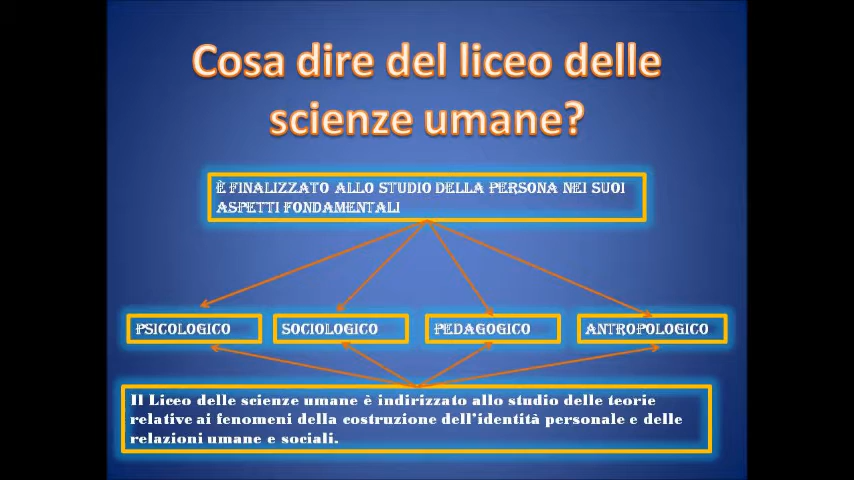 Cosa dire del liceo delle
scienze umane?
È FINALIZZATO ALLO STUDIO DELLA PERSONA NEI SUOI
ASPETTI FONDAMENTALI
PSICOLOGICO
SOCIOLOGICO
PEDAGOGICO
ANTROPOLOGICO
Il Liceo delle scienze umane è indirizzato allo studio delle teorie
relative ai fenomeni della costruzione dell'identità personale e delle
relazioni umane e sociali.